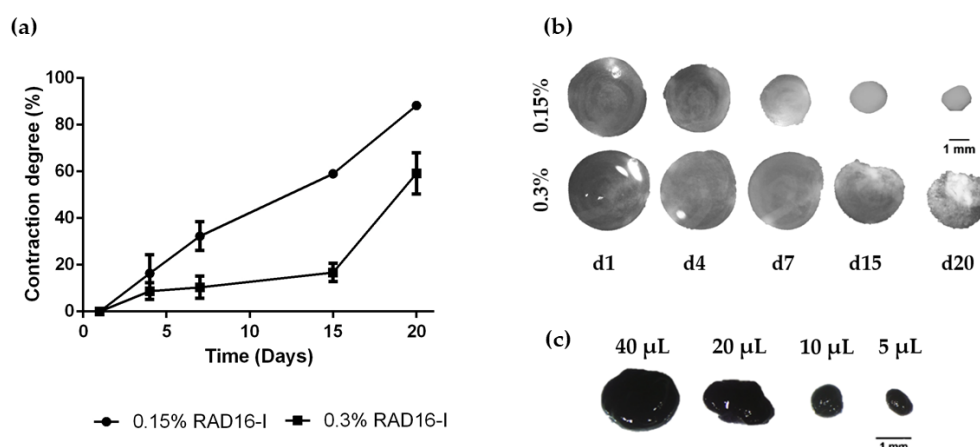 (a)
Contraction degree (%)
100
80
60
40
20
0
0 5 10 15 20
Time (Days)
0.15% RAD16-I 0.3% RAD16-I
(b)
0.15%
1 mm
0.3%
d1 d4 d7 d15 d20
(c)
40 µL 20 µL 10 µL 5 µL
1 mm